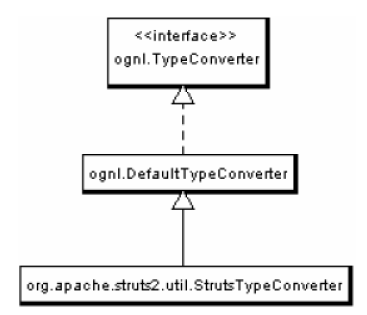 <<interface>>
ognl.TypeConverter
ognl.DefaultTypeConverter
org.apache.struts2.util.StrutsTypeConverter